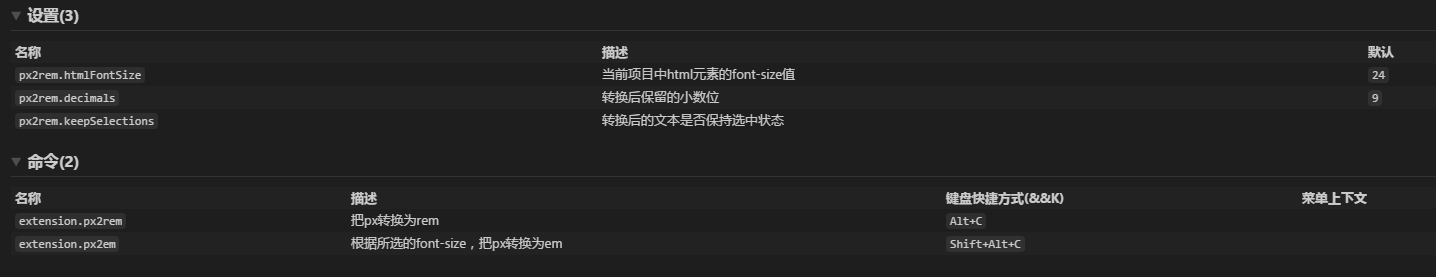 设置(3)
名称 描述 默认
px2rem.htmlFontSize 当前项目中html元素的font-size值 24
px2rem.decimals 转换后保留的小数位 9
px2rem.keepSelections 转换后的文本是否保持选中状态
命令(2)
名称 描述 键盘快捷方式(&&K) 菜单上下文
extension.px2rem 把px转换为rem Alt+C
extension.px2em 根据所选的font-size，把px转换为em Shift+Alt+C